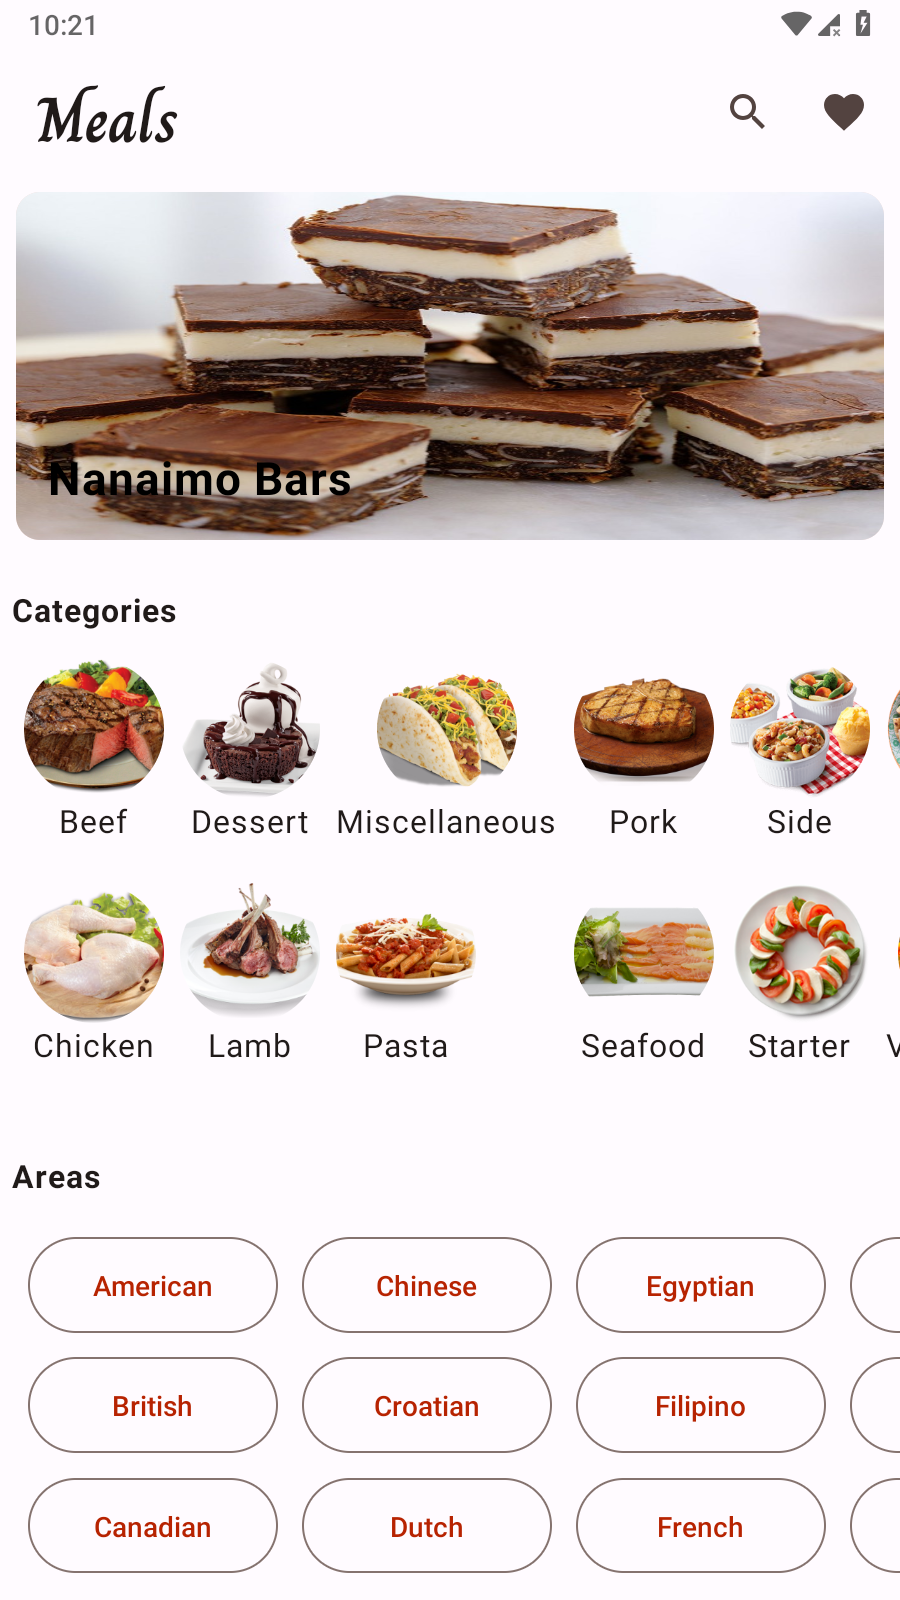 10:21
Meals
Nanaimo Bars
Categories
Beef Dessert Miscellaneous Pork Side
Chicken Lamb Pasta Seafood Starter V
Areas
American Chinese Egyptian
British Croatian Filipino
Canadian Dutch French